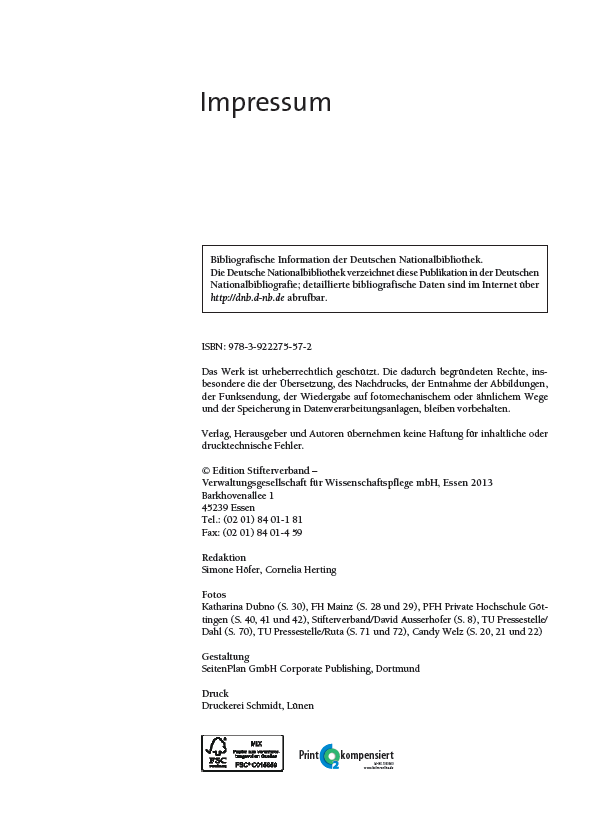 Impressum
Bibliografische Information der Deutschen Nationalbibliothek.
Die Deutsche Nationalbibliothek verzeichnet diese Publikation in der Deutschen
Nationalbibliografie; detaillierte bibliografische Daten sind im Internet über
http://dnb.d-nb.de abrufbar.
ISBN: 978-3-922275-57-2
Das Werk ist urheberrechtlich geschützt. Die dadurch begründeten Rechte, ins-
besondere die der Übersetzung, des Nachdrucks, der Entnahme der Abbildungen,
der Funksendung, der Wiedergabe auf fotomechanischem oder ähnlichem Wege
und der Speicherung in Datenverarbeitungsanlagen, bleiben vorbehalten.
Verlag, Herausgeber und Autoren übernehmen keine Haftung für inhaltliche oder
drucktechnische Fehler.
© Edition Stifterverband –
Verwaltungsgesellschaft für Wissenschaftspflege mbH, Essen 2013
Barkhovenallee 1
45239 Essen
Tel.: (02 01) 84 01-1 81
Fax: (02 01) 84 01-4 59
Redaktion
Simone Höfer, Cornelia Herting
Fotos
Katharina Dubno (S. 30), FH Mainz (S. 28 und 29), PFH Private Hochschule Göt-
tingen (S. 40, 41 und 42), Stifterverband/David Ausserhofer (S. 8), TU Pressestelle/
Dahl (S. 70), TU Pressestelle/Ruta (S. 71 und 72), Candy Welz (S. 20, 21 und 22)
Gestaltung
SeitenPlan GmbH Corporate Publishing, Dortmund
Druck
Druckerei Schmidt, Lünen
FSC
MIX
Papier aus verantwor-
tungsvollen Quellen
Print CO2 kompensiert